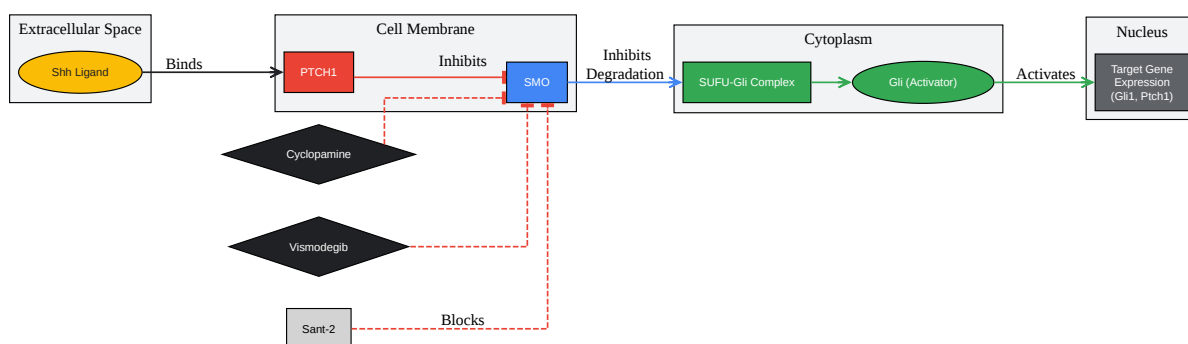 Extracellular Space
Shh Ligand
Binds
Cell Membrane
PTCH1
Inhibits
SMO
Inhibits
Degradation
Cytoplasm
SUFU-Gli Complex
Gli (Activator)
Activates
Nucleus
Target Gene
Expression
(Gli1, Ptch1)
Cyclopamine
Vismodegib
Sant-2
Blocks